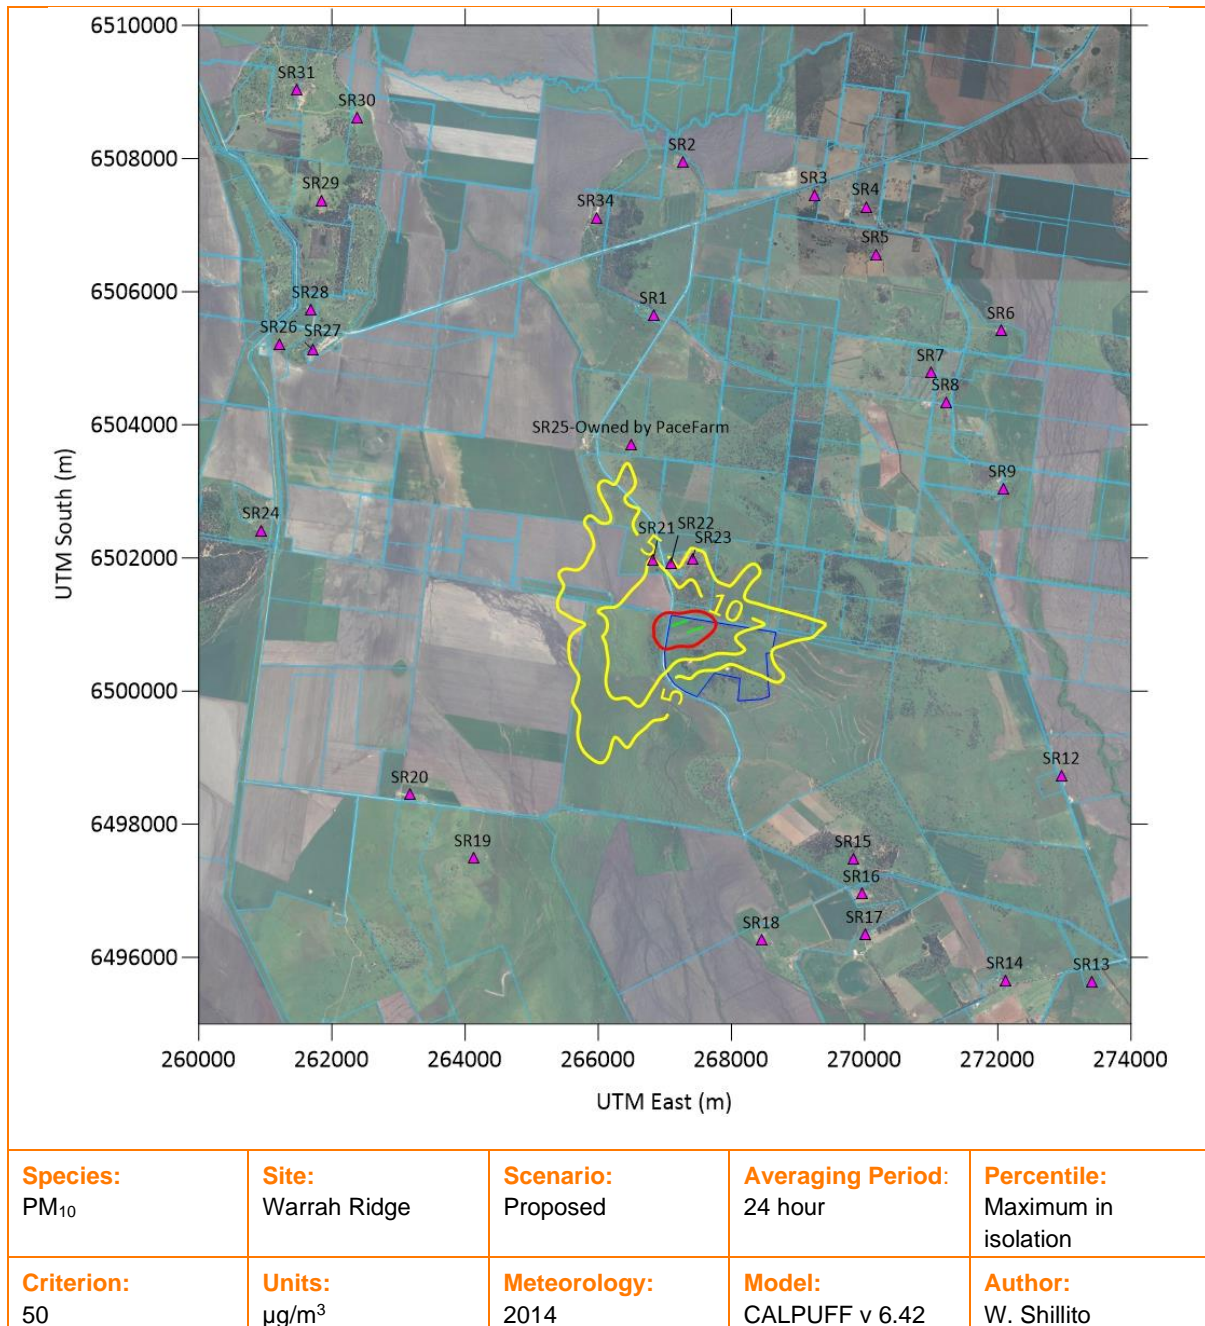 6510000
SR31
SR30
SR2
6508000
SR3
SR4
SR29
SR34
SR5
6506000
SR28
SR1
SR6
SR26
SR27
SR7
SR8
6504000
SR25-Owned by PaceFarm
SR9
SR24
SR21
SR22
SR23
5
6502000
10
UTM South (m)
6500000
5
SR12
SR20
6498000
SR19
SR15
SR16
SR18
SR17
6496000
SR14
SR13
260000 262000 264000 266000 268000 270000 272000 274000
UTM East (m)
Species:
PM10
Site:
Warrah Ridge
Scenario:
Proposed
Averaging Period:
24 hour
Percentile:
Maximum in
isolation
Criterion:
50
Units:
µg/m³
Meteorology:
2014
Model:
CALPUFF v 6.42
Author:
W. Shillito